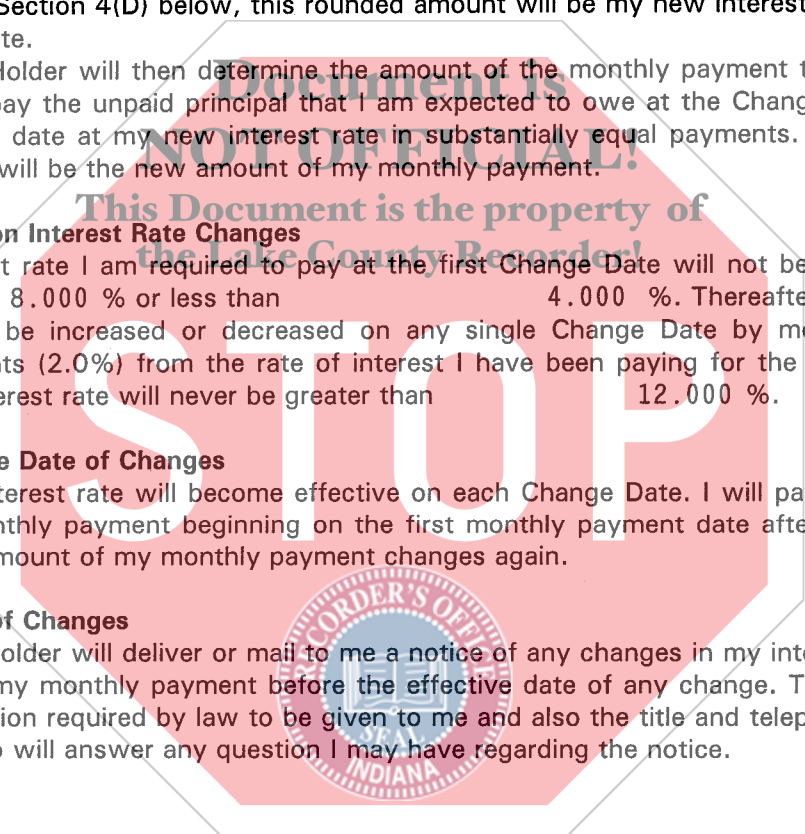 Section 4(D) below, this rounded amount will be my new interest
te.
Holder will then determine the amount of the monthly payment t
pay the unpaid principal that I am expected to owe at the Chang
date at my new interest rate in substantially equal payments.
will be the new amount of my monthly payment.
Document is
NOT OFFICIAL!
This Document is the property of
the Lake County Recorder!
on Interest Rate Changes
t rate I am required to pay at the first Change Date will not be
8.000 % or less than 4.000 %. Thereafte
be increased or decreased on any single Change Date by mo
nts (2.0%) from the rate of interest I have been paying for the
erest rate will never be greater than 12.000 %.
STOP
e Date of Changes
terest rate will become effective on each Change Date. I will pa
nthly payment beginning on the first monthly payment date afte
mount of my monthly payment changes again.
of Changes
older will deliver or mail to me a notice of any changes in my inte
my monthly payment before the effective date of any change. T
tion required by law to be given to me and also the title and telep
o will answer any question I may have regarding the notice.
RECORDER'S OFFICE
SEAL
INDIANA